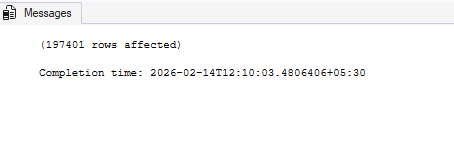 Messages
(197401 rows affected)
Completion time: 2026-02-14T12:10:03.4806406+05:30